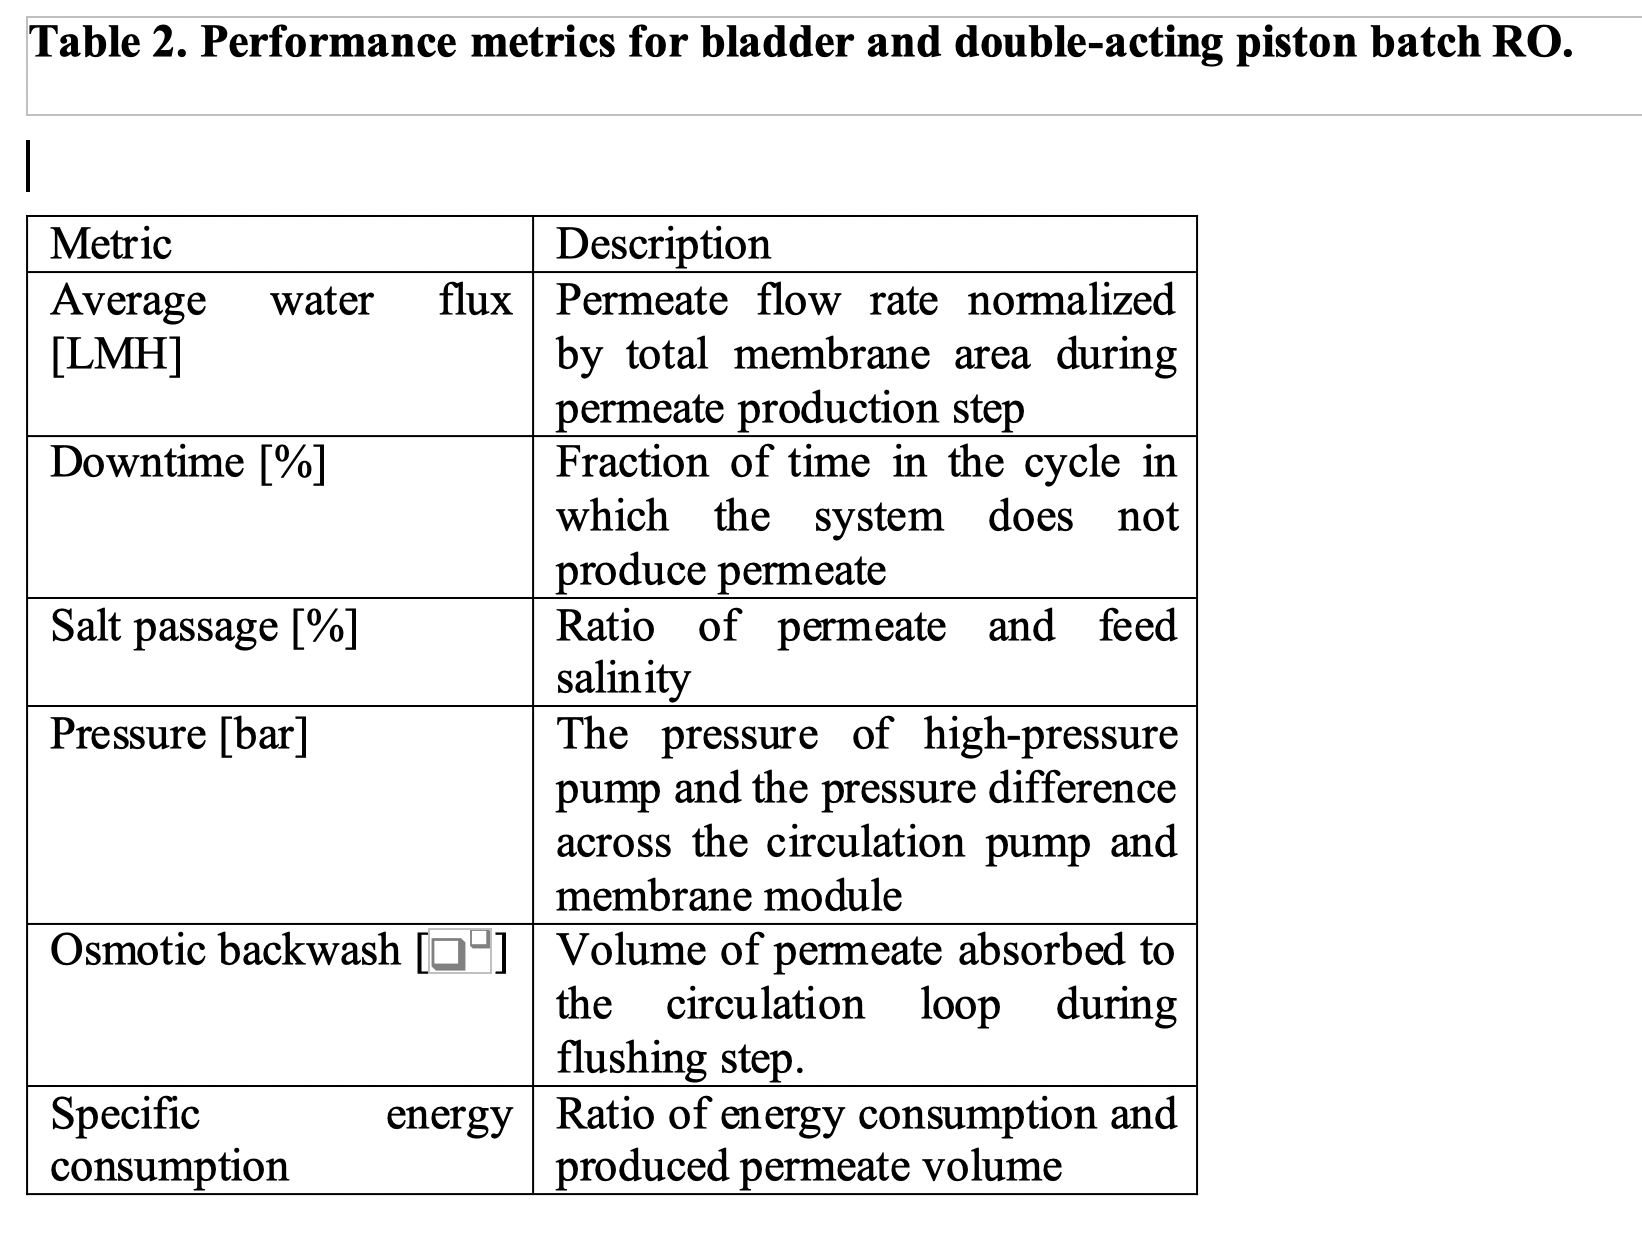 Table 2. Performance metrics for bladder and double-acting piston batch RO.
Metric
Description
Average water flux
[LMH]
Permeate flow rate normalized
by total membrane area during
permeate production step
Downtime [%]
Fraction of time in the cycle in
which the system does not
produce permeate
Salt passage [%]
Ratio of permeate and feed
salinity
Pressure [bar]
The pressure of high-pressure
pump and the pressure difference
across the circulation pump and
membrane module
Osmotic backwash []
Volume of permeate absorbed to
the circulation loop during
flushing step.
Specific energy
consumption
Ratio of energy consumption and
produced permeate volume